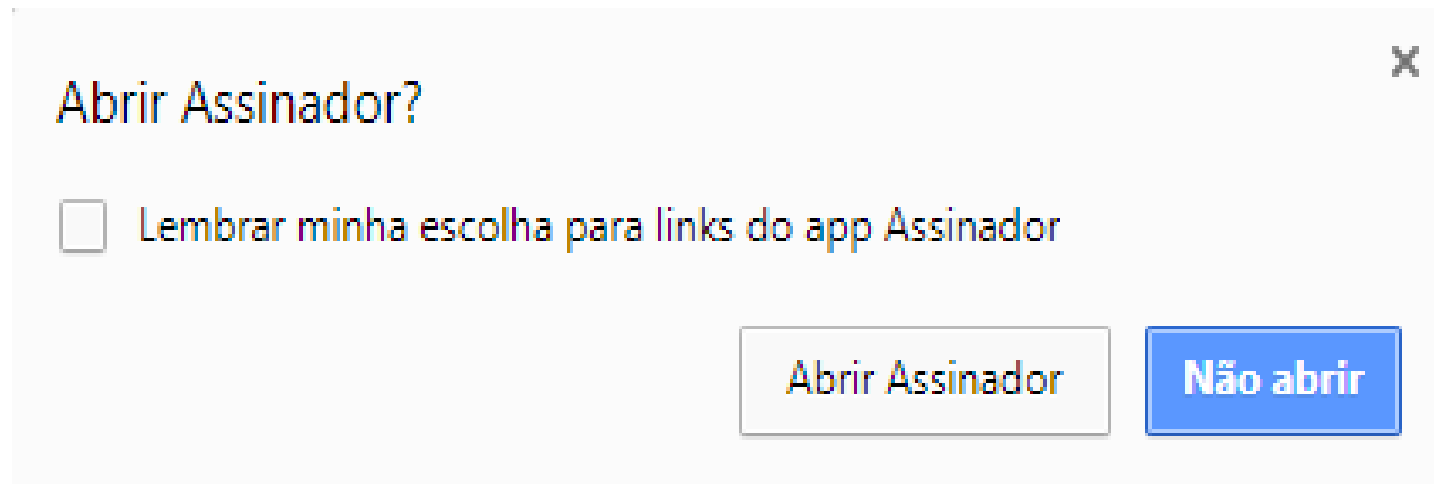 Abrir Assinador?
Lembrar minha escolha para links do app Assinador
Abrir Assinador
Não abrir